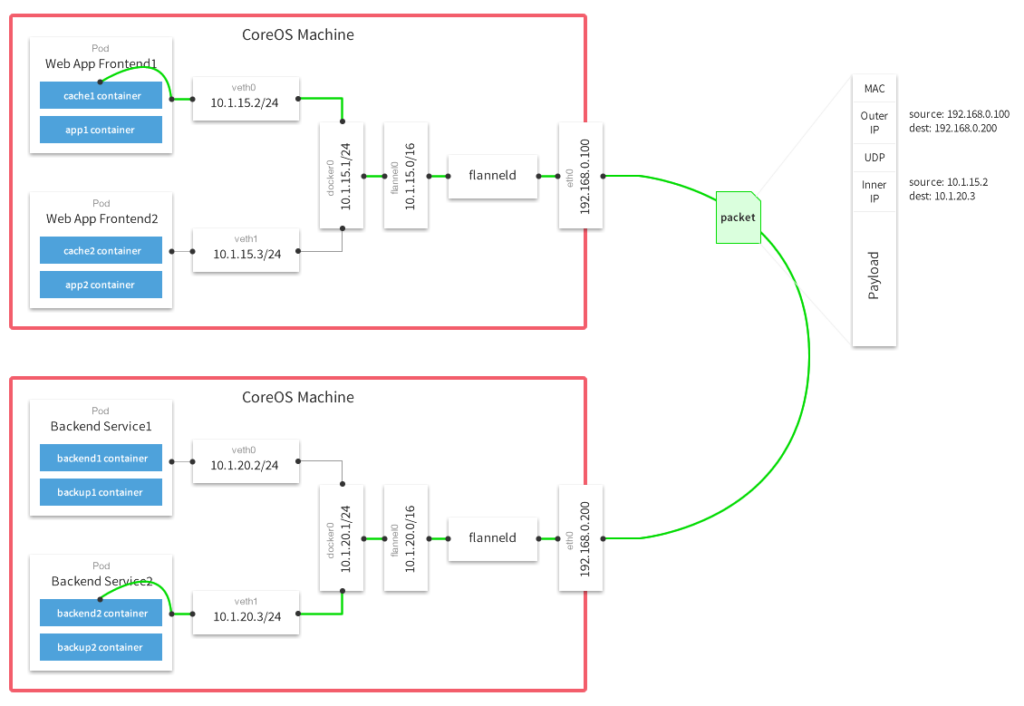 CoreOS Machine
Pod
Web App Frontend1
cache1 container
app1 container
veth0
10.1.15.2/24
Pod
Web App Frontend2
cache2 container
app2 container
veth1
10.1.15.3/24
docker0
10.1.15.1/24
flannel0
10.1.15.0/16
flanneld
eth0
192.168.0.100
packet
MAC
Outer
IP
source: 192.168.0.100
dest: 192.168.0.200
UDP
Inner
IP
source: 10.1.15.2
dest: 10.1.20.3
Payload
CoreOS Machine
Pod
Backend Service1
backend1 container
backup1 container
veth0
10.1.20.2/24
Pod
Backend Service2
backend2 container
backup2 container
veth1
10.1.20.3/24
docker0
10.1.20.1/24
flannel0
10.1.20.0/16
flanneld
eth0
192.168.0.200